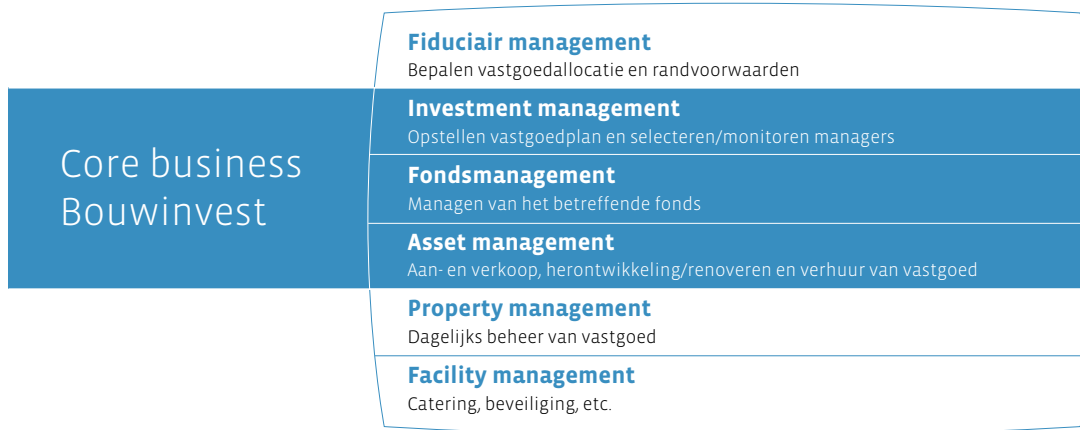 Fiduciair management
Bepalen vastgoedallocatie en randvoorwaarden
Core business
Bouwinvest
Investment management
Opstellen vastgoedplan en selecteren/monitoren managers
Fondsmanagement
Managen van het betreffende fonds
Asset management
Aan- en verkoop, herontwikkeling/renoveren en verhuur van vastgoed
Property management
Dagelijks beheer van vastgoed
Facility management
Catering, beveiliging, etc.